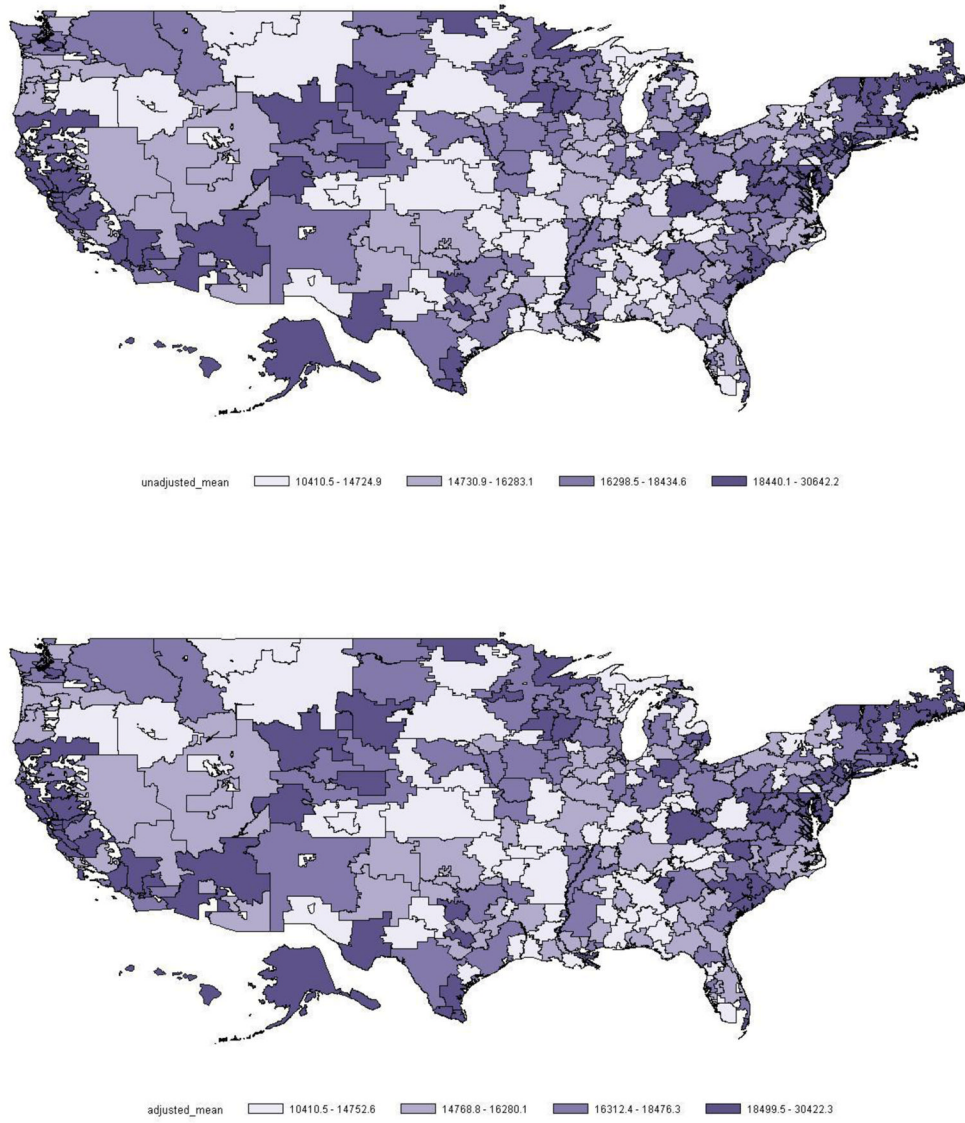 unadjusted_mean 10410.5 - 14724.9 14730.9 - 16283.1 16298.5 - 18434.6 18440.1 - 30642.2
adjusted_mean 10410.5 - 14752.6 14768.8 - 16280.1 16312.4 - 18476.3 18499.5 - 30422.3